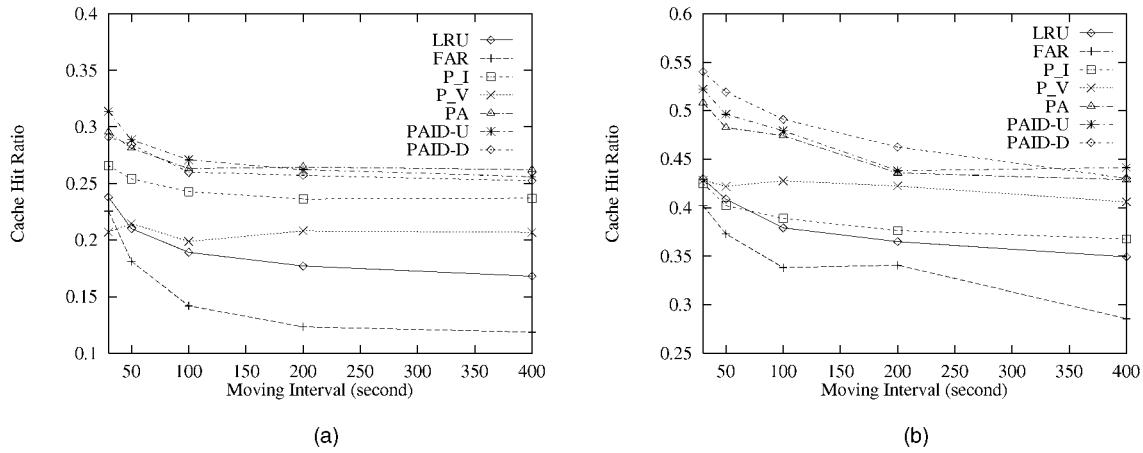 0.4
0.35
0.3
0.25
0.2
0.15
0.1
Cache Hit Ratio
LRU
FAR
P_I
P_V
PA
PAID-U
PAID-D
50 100 150 200 250 300 350 400
Moving Interval (second)
(a)
0.6
0.55
0.5
0.45
0.4
0.35
0.3
0.25
Cache Hit Ratio
LRU
FAR
P_I
P_V
PA
PAID-U
PAID-D
50 100 150 200 250 300 350 400
Moving Interval (second)
(b)